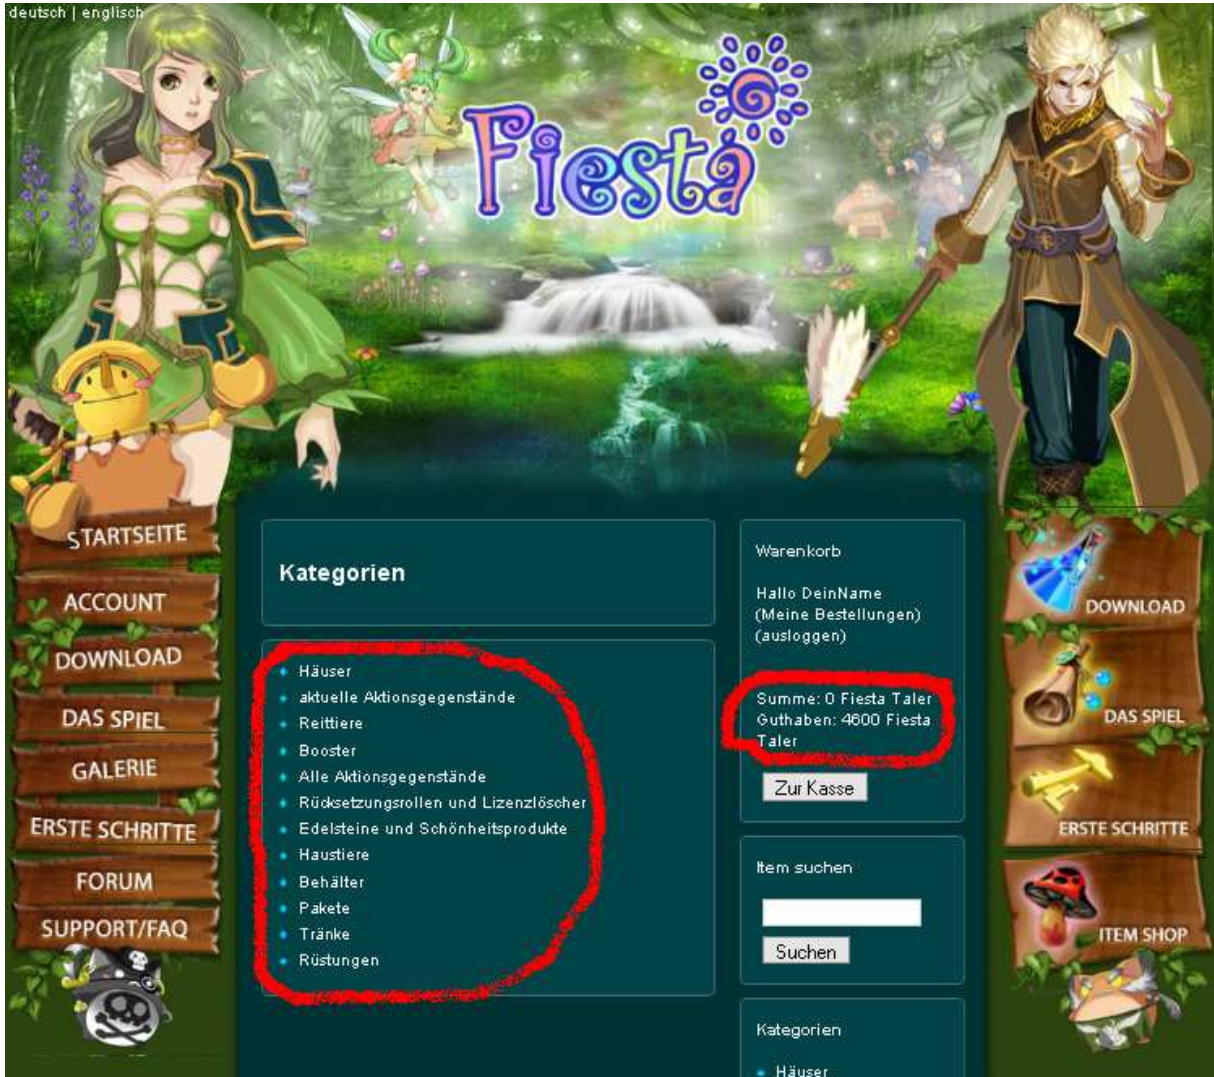 deutsch | englisch
Fiesta
STARTSEITE
ACCOUNT
DOWNLOAD
DAS SPIEL
GALERIE
ERSTE SCHRITTE
FORUM
SUPPORT/FAQ
Kategorien
Häuser
aktuelle Aktionsgegenstände
Reittiere
Booster
Alle Aktionsgegenstände
Rücksetzungsrollen und Lizenzlöscher
Edelsteine und Schönheitsprodukte
Haustiere
Behälter
Pakete
Tränke
Rüstungen
Warenkorb
Hallo DeinName
(Meine Bestellungen)
(ausloggen)
Summe: 0 Fiesta Taler
Guthaben: 4600 Fiesta
Taler
Zur Kasse
Item suchen
Suchen
Kategorien
Häuser
DOWNLOAD
DAS SPIEL
ERSTE SCHRITTE
ITEM SHOP